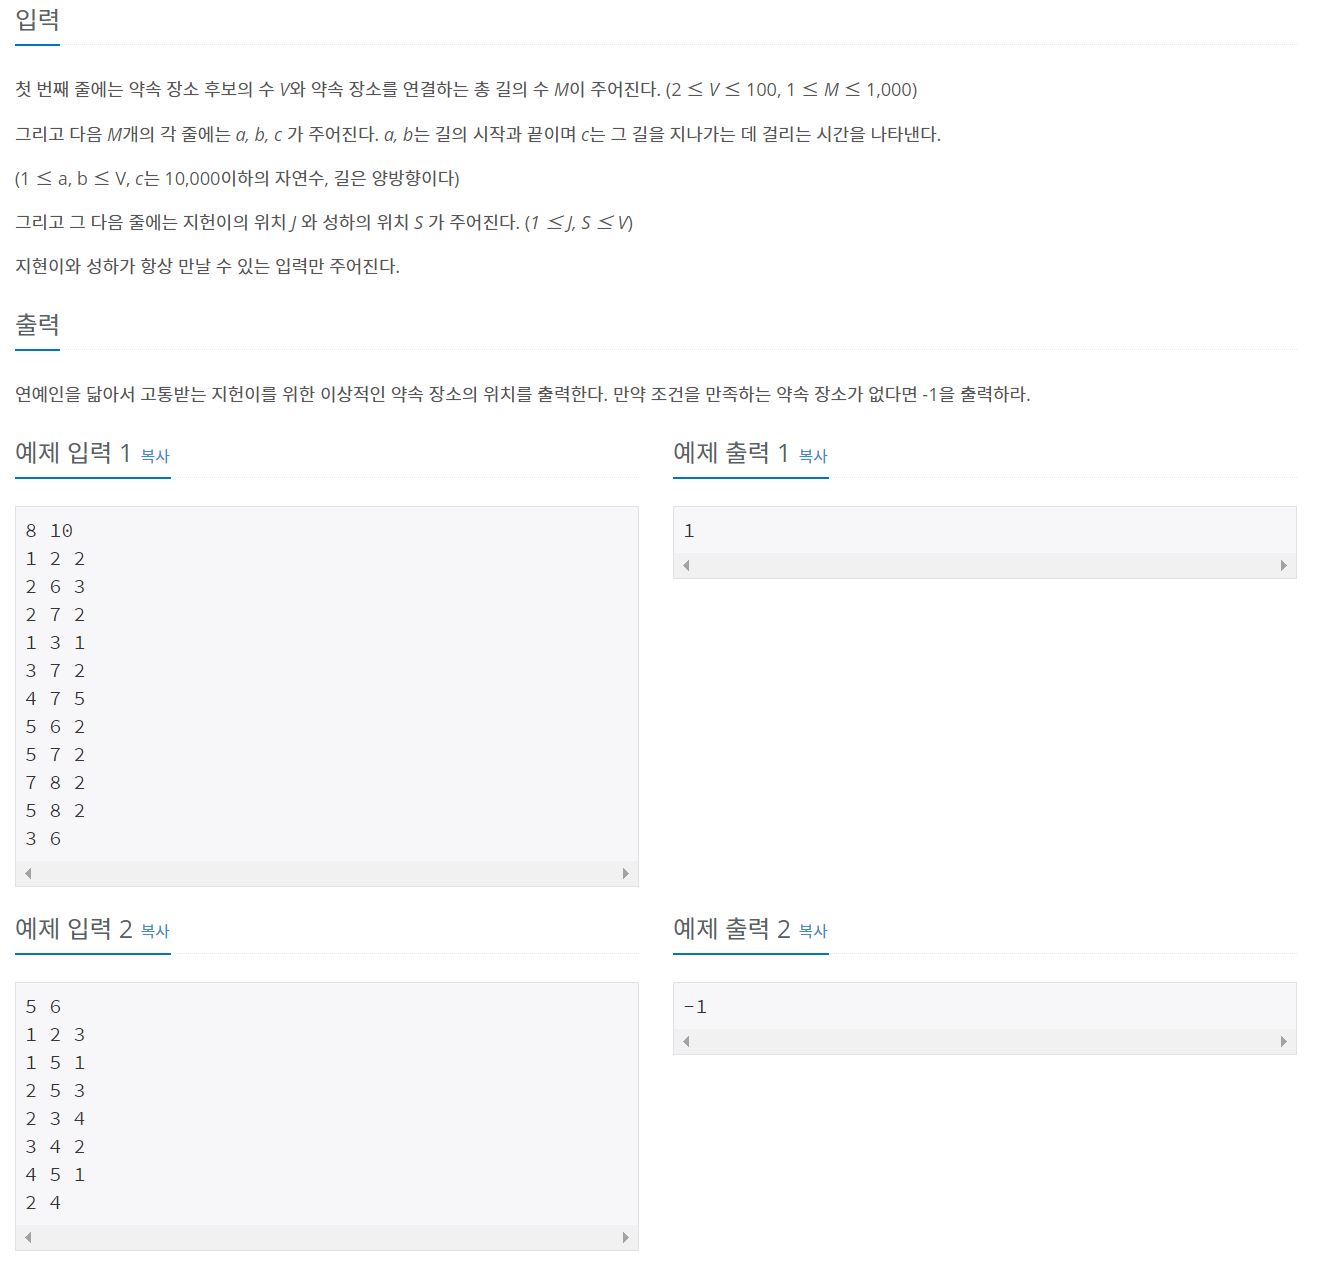 입력
첫 번째 줄에는 약속 장소 후보의 수 V와 약속 장소를 연결하는 총 길의 수 M이 주어진다. (2 ≤ V ≤ 100, 1 ≤ M ≤ 1,000)
그리고 다음 M개의 각 줄에는 a, b, c 가 주어진다. a, b는 길의 시작과 끝이며 c는 그 길을 지나가는 데 걸리는 시간을 나타낸다.
(1 ≤ a, b ≤ V, c는 10,000이하의 자연수, 길은 양방향이다)
그리고 그 다음 줄에는 지헌이의 위치 J 와 성하의 위치 S 가 주어진다. (1 ≤ J, S ≤ V)
지현이와 성하가 항상 만날 수 있는 입력만 주어진다.
출력
연예인을 닮아서 고통받는 지헌이를 위한 이상적인 약속 장소의 위치를 출력한다. 만약 조건을 만족하는 약속 장소가 없다면 -1을 출력하라.
예제 입력 1 복사
8 10
1 2 2
2 6 3
2 7 2
1 3 1
3 7 2
4 7 5
5 6 2
5 7 2
7 8 2
5 8 2
3 6
예제 출력 1 복사
1
예제 입력 2 복사
5 6
1 2 3
1 5 1
2 5 3
2 3 4
3 4 2
4 5 1
2 4
예제 출력 2 복사
-1